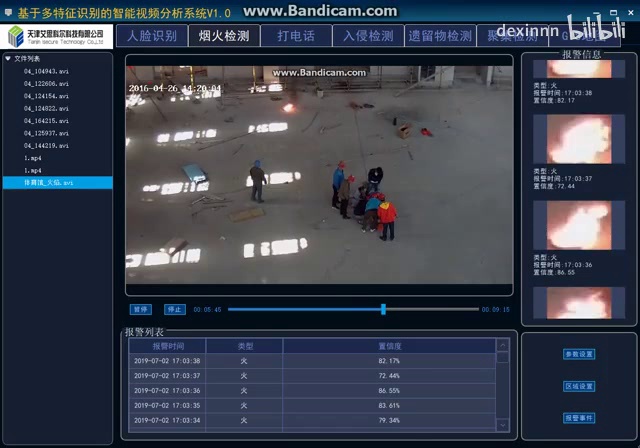 基于多特征识别的智能视频分析系统V1.0
www.Bandicam.com
天津艾思科尔科技有限公司
Tianjin Isecure Technology Co.,LTD
人脸识别
烟火检测
打电话
入侵检测
遗留物检测
dexinnn bilibili
文件列表
04_104943.avi
04_122606.avi
04_124154.avi
04_124922.avi
04_164215.avi
04_125937.avi
04_144219.avi
1.mp4
1.mp4
体育馆_火焰.avi
www.Bandicam.com
2016-04-26 14:20:04
暂停
停止
00:05.45
00:09.15
报警列表
报警时间 类型 置信度
2019-07-02 17:03:38 火 82.17%
2019-07-02 17:03:37 火 72.44%
2019-07-02 17:03:36 火 86.55%
2019-07-02 17:03:35 火 83.61%
2019-07-02 17:03:34 火 79.34%
报警信息
类型:火
报警时间:17:03:38
置信度:82.17
类型:火
报警时间:17:03:37
置信度:72.44
类型:火
报警时间:17:03:36
置信度:86.55
参数设置
区域设置
报警事件